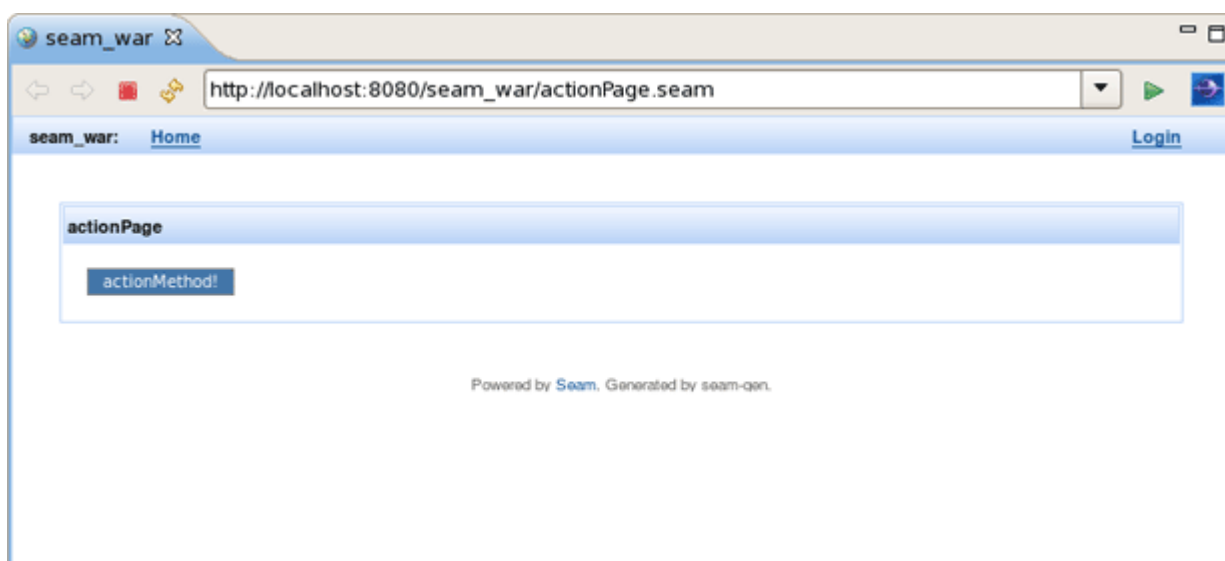 seam_war
http://localhost:8080/seam_war/actionPage.seam
seam_war: Home Login
actionPage
actionMethod!
Powered by Seam. Generated by seam-gen.